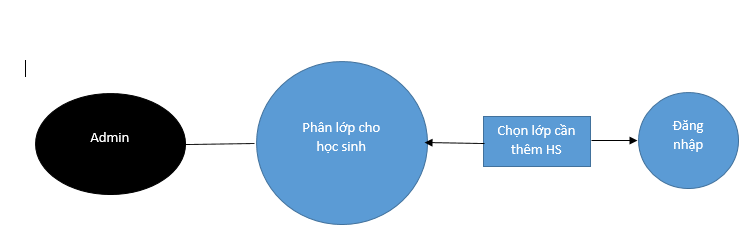 Admin
Phân lớp cho
học sinh
Chọn lớp cần
thêm HS
Đăng
nhập